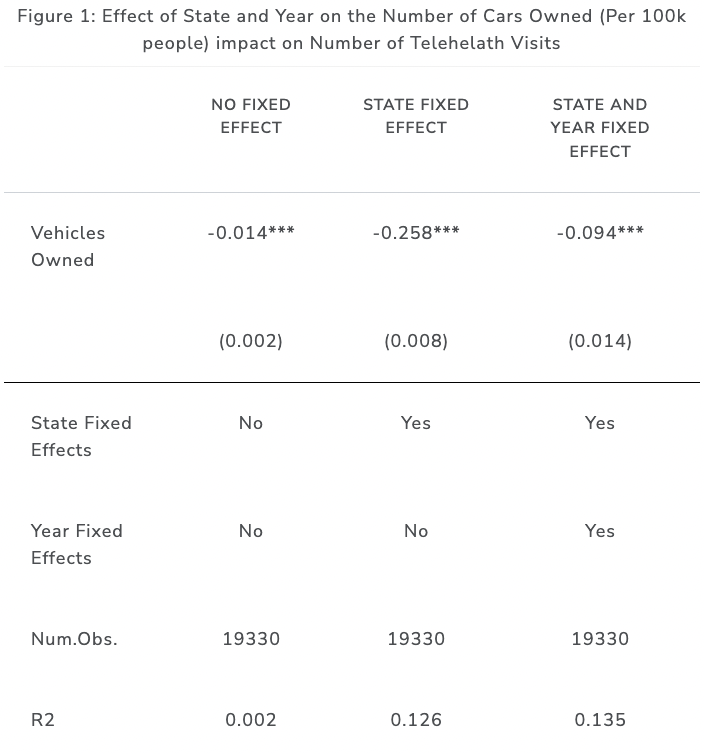 Figure 1: Effect of State and Year on the Number of Cars Owned (Per 100k
people) impact on Number of Telehelath Visits
NO FIXED EFFECT STATE FIXED EFFECT STATE AND YEAR FIXED EFFECT
Vehicles Owned -0.014*** -0.258*** -0.094***
(0.002) (0.008) (0.014)
State Fixed Effects No Yes Yes
Year Fixed Effects No No Yes
Num.Obs. 19330 19330 19330
R2 0.002 0.126 0.135